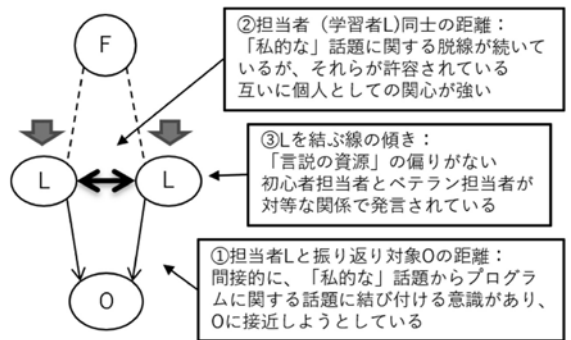 F
②担当者（学習者L)同士の距離：
「私的な」話題に関する脱線が続いて
いるが、それらが許容されている
互いに個人としての関心が強い
L
L
③Lを結ぶ線の傾き：
「言説の資源」の偏りがない
初心者担当者とベテラン担当者が
対等な関係で発言されている
①担当者Lと振り返り対象Oの距離：
間接的に、「私的な」話題からプログラ
ムに関する話題に結び付ける意識があり、
Oに接近しようとしている
O